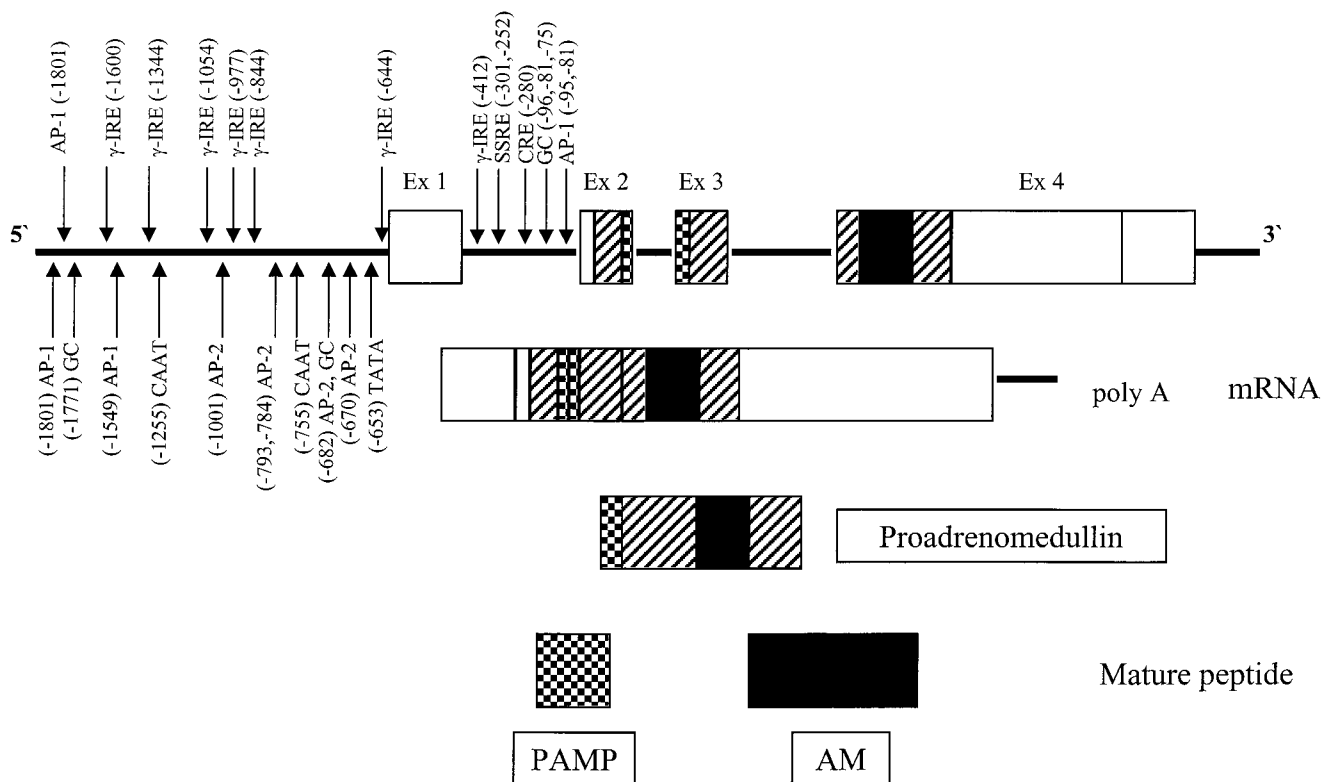 AP-1 (-1801)
γ-IRE (-1600)
γ-IRE (-1344)
γ-IRE (-1054)
γ-IRE (-977)
γ-IRE (-844)
γ-IRE (-644)
γ-IRE (-412)
SSRE (-301,-252)
CRE (-280)
GC (-96,-81,-75)
AP-1 (-95,-81)
Ex 1
Ex 2
Ex 3
Ex 4
5`
3`
(-1801) AP-1
(-1771) GC
(-1549) AP-1
(-1255) CAAT
(-1001) AP-2
(-793,-784) AP-2
(-755) CAAT
(-682) AP-2, GC
(-670) AP-2
(-653) TATA
poly A
mRNA
Proadrenomedullin
Mature peptide
PAMP
AM